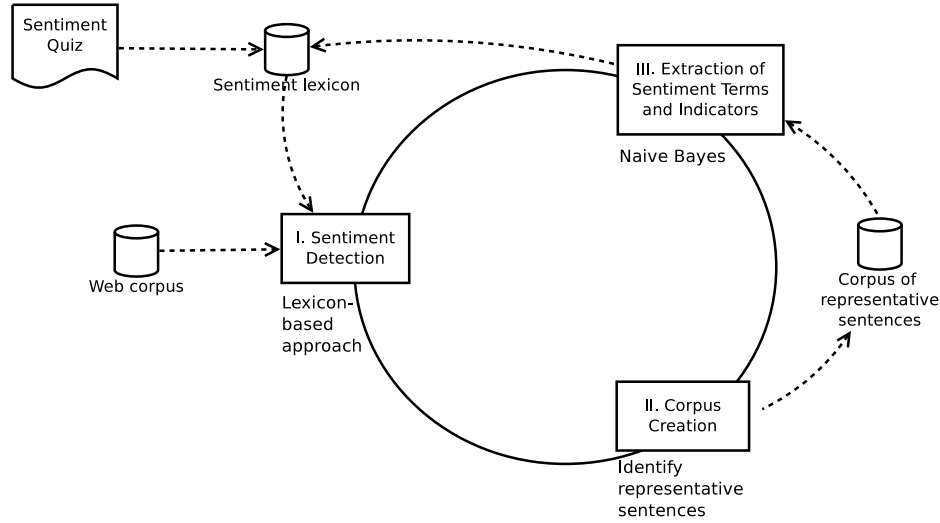 Sentiment
Quiz
Sentiment lexicon
III. Extraction of
Sentiment Terms
and Indicators
Naive Bayes
I. Sentiment
Detection
Web corpus
Lexicon-
based
approach
Corpus of
representative
sentences
II. Corpus
Creation
Identify
representative
sentences